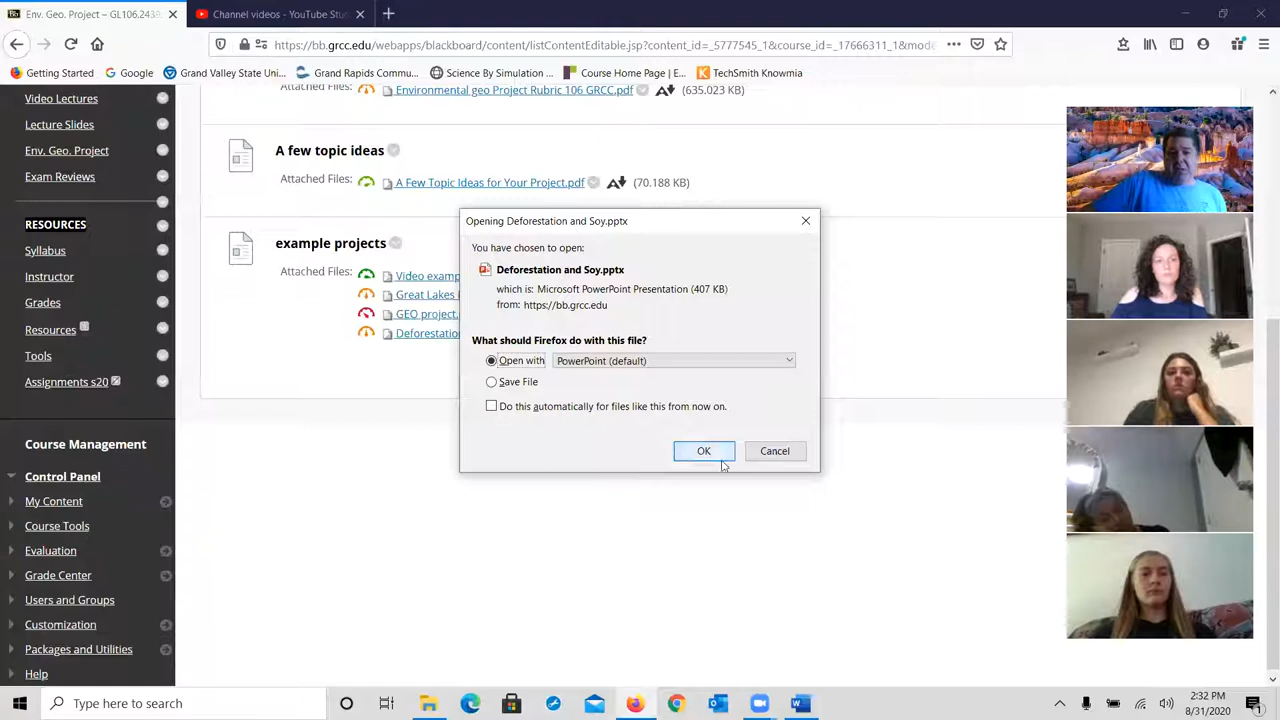 Env. Geo. Project – GL106.2439
Channel videos - YouTube Stu
https://bb.grcc.edu/webapps/blackboard/content/listContentEditable.jsp?content_id=_5777545_1&course_id=_17666311_1&mode
Getting Started
Google
Grand Valley State Uni...
Grand Rapids Commu...
Science By Simulation ...
Course Home Page | E...
TechSmith Knowmia
Video Lectures
Lecture Slides
Env. Geo. Project
Exam Reviews
RESOURCES
Syllabus
Instructor
Grades
Resources
Tools
Assignments s20
Course Management
Control Panel
My Content
Course Tools
Evaluation
Grade Center
Users and Groups
Customization
Packages and Utilities
Help
Attached Files: Environmental geo Project Rubric 106 GRCC.pdf (635.023 KB)
A few topic ideas
Attached Files: A Few Topic Ideas for Your Project.pdf (70.188 KB)
example projects
Attached Files: Video examp
Great Lakes
GEO project.
Deforestation
Opening Deforestation and Soy.pptx
You have chosen to open:
Deforestation and Soy.pptx
which is: Microsoft PowerPoint Presentation (407 KB)
from: https://bb.grcc.edu
What should Firefox do with this file?
Open with PowerPoint (default)
Save File
Do this automatically for files like this from now on.
OK Cancel
Type here to search
2:32 PM
8/31/2020